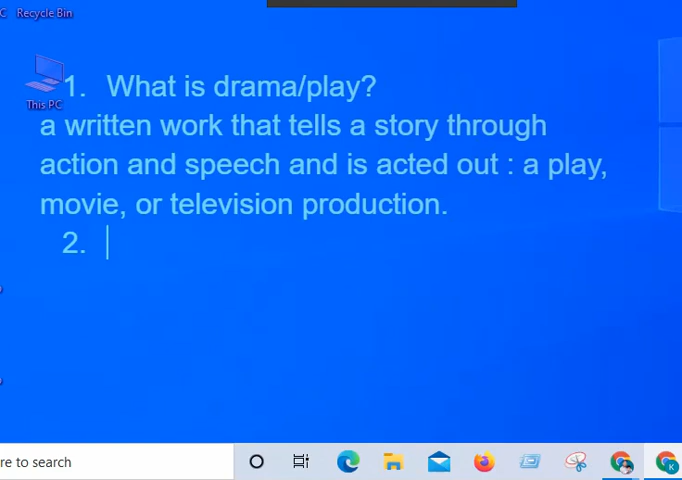 C Recycle Bin
This PC
1. What is drama/play?
a written work that tells a story through
action and speech and is acted out : a play,
movie, or television production.
2.
re to search
K